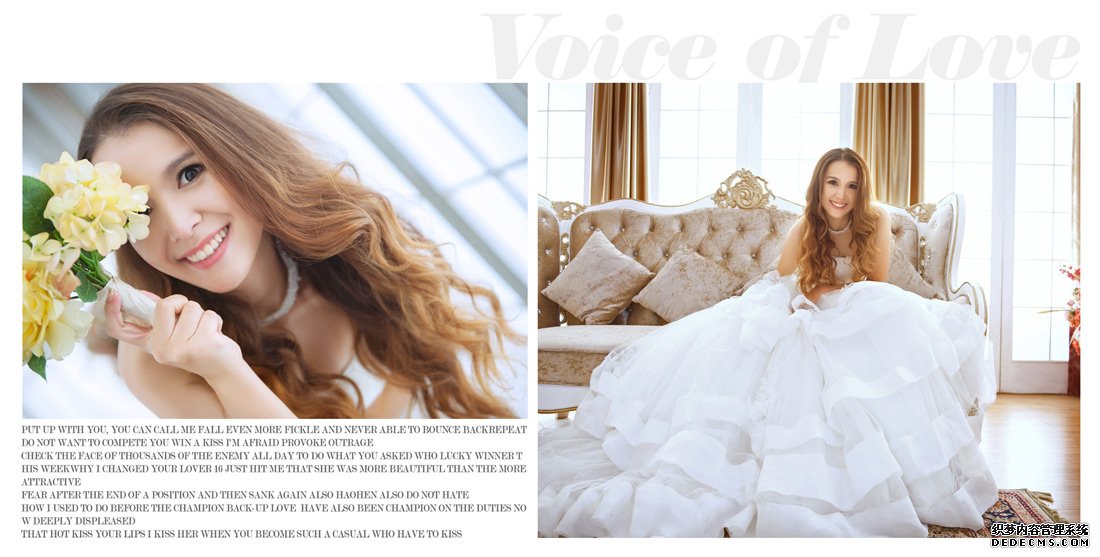 Voice of Love
PUT UP WITH YOU, YOU CAN CALL ME FALL EVEN MORE FICKLE AND NEVER ABLE TO BOUNCE BACKREPEAT
DO NOT WANT TO COMPETE YOU WIN A KISS I'M AFRAID PROVOKE OUTRAGE
CHECK THE FACE OF THOUSANDS OF THE ENEMY ALL DAY TO DO WHAT YOU ASKED WHO LUCKY WINNER T
HIS WEEKWHY I CHANGED YOUR LOVER 16 JUST HIT ME THAT SHE WAS MORE BEAUTIFUL THAN THE MORE
ATTRACTIVE
FEAR AFTER THE END OF A POSITION AND THEN SANK AGAIN ALSO HAOHEN ALSO DO NOT HATE
HOW I USED TO DO BEFORE THE CHAMPION BACK-UP LOVE HAVE ALSO BEEN CHAMPION ON THE DUTIES NO
W DEEPLY DISPLEASED
THAT HOT KISS YOUR LIPS I KISS HER WHEN YOU BECOME SUCH A CASUAL WHO HAVE TO KISS
织梦内容管理系统
DEDECMS.COM